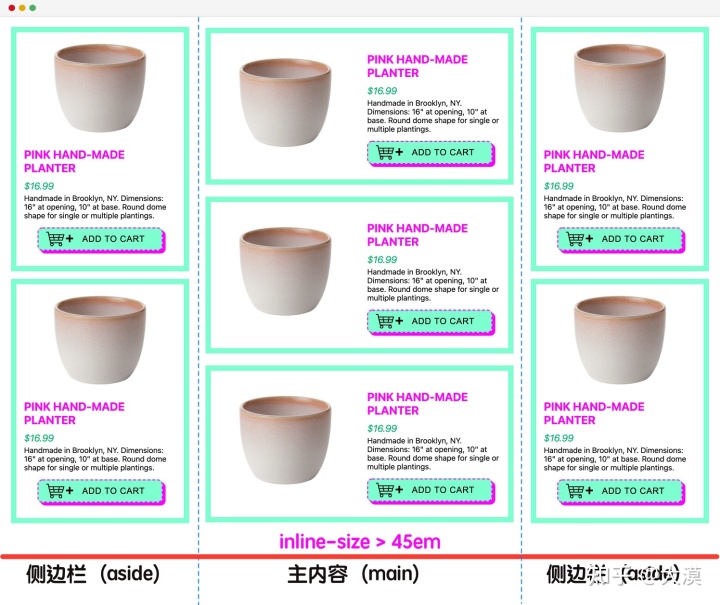 PINK HAND-MADE
PLANTER
$16.99
Handmade in Brooklyn, NY. Dimensions:
16" at opening, 10" at base. Round dome
shape for single or multiple plantings.
ADD TO CART
PINK HAND-MADE
PLANTER
$16.99
Handmade in Brooklyn, NY. Dimensions:
16" at opening, 10" at base. Round dome
shape for single or multiple plantings.
ADD TO CART
PINK HAND-MADE
PLANTER
$16.99
Handmade in Brooklyn, NY.
Dimensions: 16" at opening, 10" at
base. Round dome shape for single or
multiple plantings.
ADD TO CART
PINK HAND-MADE
PLANTER
$16.99
Handmade in Brooklyn, NY.
Dimensions: 16" at opening, 10" at
base. Round dome shape for single or
multiple plantings.
ADD TO CART
PINK HAND-MADE
PLANTER
$16.99
Handmade in Brooklyn, NY.
Dimensions: 16" at opening, 10" at
base. Round dome shape for single or
multiple plantings.
ADD TO CART
PINK HAND-MADE
PLANTER
$16.99
Handmade in Brooklyn, NY. Dimensions:
16" at opening, 10" at base. Round dome
shape for single or multiple plantings.
ADD TO CART
PINK HAND-MADE
PLANTER
$16.99
Handmade in Brooklyn, NY. Dimensions:
16" at opening, 10" at base. Round dome
shape for single or multiple plantings.
ADD TO CART
inline-size > 45em
侧边栏（aside）
主内容（main）
侧边栏（aside）
知乎 @大漠